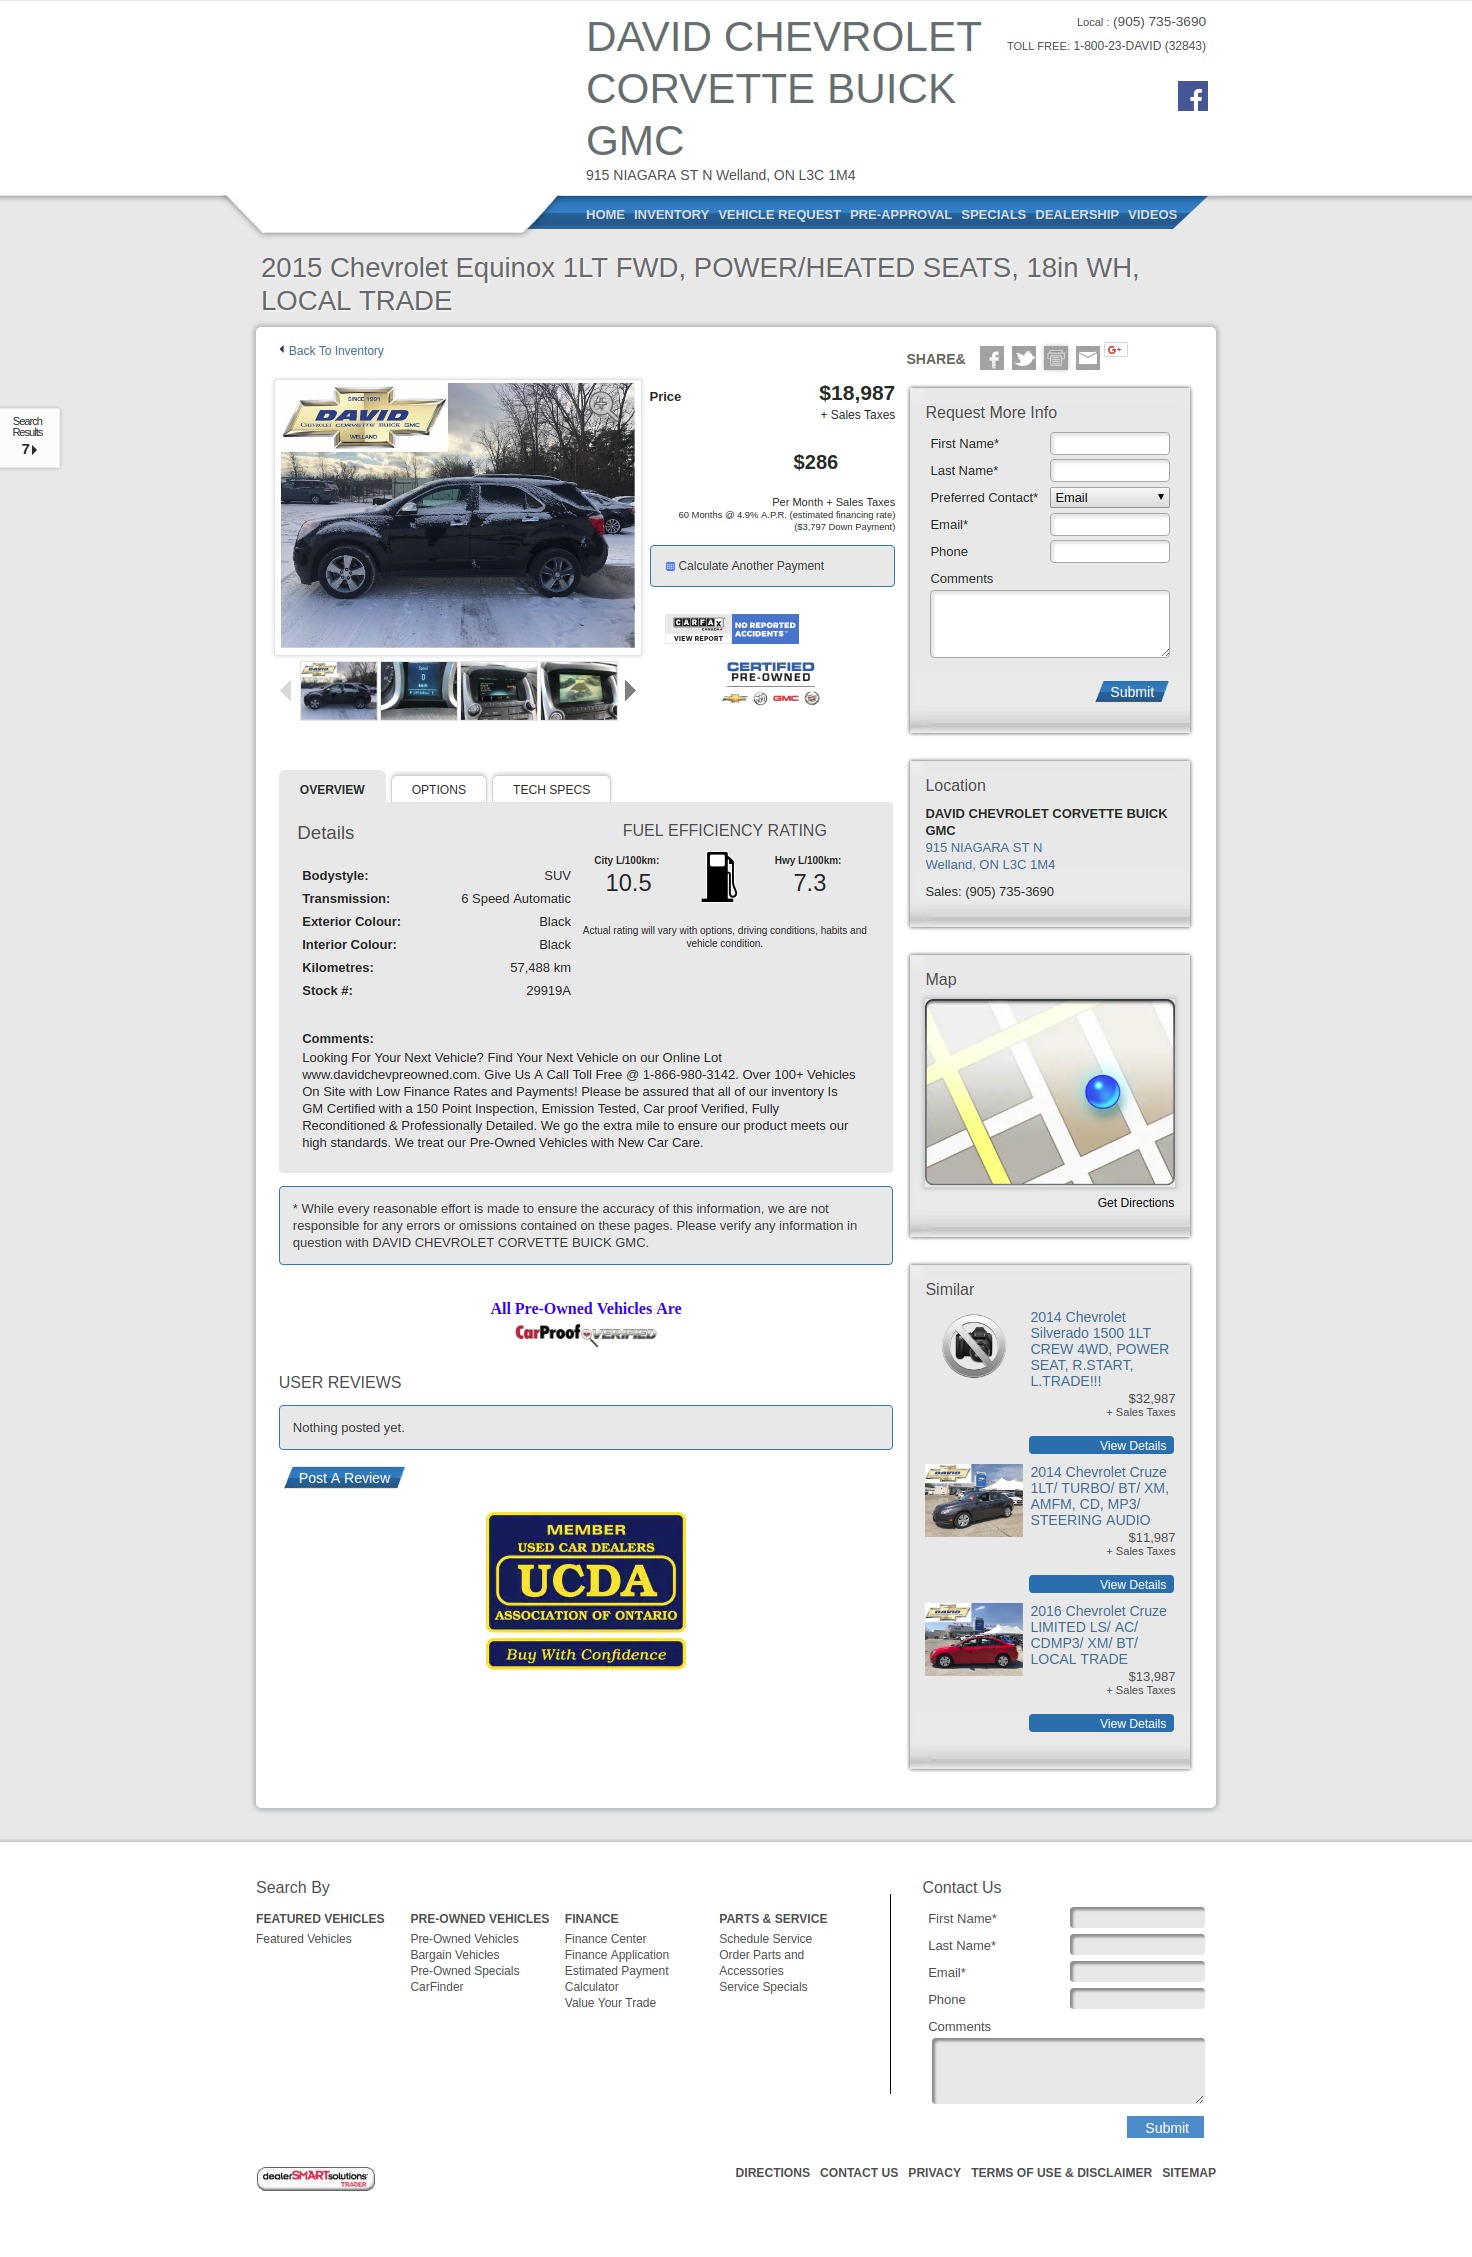 DAVID CHEVROLET
CORVETTE BUICK
GMC
915 NIAGARA ST N Welland, ON L3C 1M4
Local : (905) 735-3690
TOLL FREE: 1-800-23-DAVID (32843)
HOME INVENTORY VEHICLE REQUEST PRE-APPROVAL SPECIALS DEALERSHIP VIDEOS
2015 Chevrolet Equinox 1LT FWD, POWER/HEATED SEATS, 18in WH,
LOCAL TRADE
Search
Results
7
Back To Inventory
SHARE&
G+
SINCE 1991
DAVID
CHEVROLET CORVETTE BUICK GMC
WELLAND
Price
$18,987
+ Sales Taxes
$286
Per Month + Sales Taxes
60 Months @ 4.9% A.P.R. (estimated financing rate)
($3,797 Down Payment)
Calculate Another Payment
CARFAX
CANADA
VIEW REPORT
NO REPORTED
ACCIDENTS
CERTIFIED
PRE-OWNED
GMC
Request More Info
First Name*
Last Name*
Preferred Contact* Email
Email*
Phone
Comments
Submit
OVERVIEW OPTIONS TECH SPECS
Details
Bodystyle: SUV
Transmission: 6 Speed Automatic
Exterior Colour: Black
Interior Colour: Black
Kilometres: 57,488 km
Stock #: 29919A
FUEL EFFICIENCY RATING
City L/100km: Hwy L/100km:
10.5 7.3
Actual rating will vary with options, driving conditions, habits and
vehicle condition.
Comments:
Looking For Your Next Vehicle? Find Your Next Vehicle on our Online Lot
www.davidchevpreowned.com. Give Us A Call Toll Free @ 1-866-980-3142. Over 100+ Vehicles
On Site with Low Finance Rates and Payments! Please be assured that all of our inventory Is
GM Certified with a 150 Point Inspection, Emission Tested, Car proof Verified, Fully
Reconditioned & Professionally Detailed. We go the extra mile to ensure our product meets our
high standards. We treat our Pre-Owned Vehicles with New Car Care.
* While every reasonable effort is made to ensure the accuracy of this information, we are not
responsible for any errors or omissions contained on these pages. Please verify any information in
question with DAVID CHEVROLET CORVETTE BUICK GMC.
All Pre-Owned Vehicles Are
CarProof VERIFIED
USER REVIEWS
Nothing posted yet.
Post A Review
MEMBER
USED CAR DEALERS
UCDA
ASSOCIATION OF ONTARIO
Buy With Confidence
Location
DAVID CHEVROLET CORVETTE BUICK
GMC
915 NIAGARA ST N
Welland, ON L3C 1M4
Sales: (905) 735-3690
Map
Get Directions
Similar
2014 Chevrolet
Silverado 1500 1LT
CREW 4WD, POWER
SEAT, R.START,
L.TRADE!!!
$32,987
+ Sales Taxes
View Details
DAVID
2014 Chevrolet Cruze
1LT/ TURBO/ BT/ XM,
AMFM, CD, MP3/
STEERING AUDIO
$11,987
+ Sales Taxes
View Details
DAVID
2016 Chevrolet Cruze
LIMITED LS/ AC/
CDMP3/ XM/ BT/
LOCAL TRADE
$13,987
+ Sales Taxes
View Details
Search By
FEATURED VEHICLES
Featured Vehicles
PRE-OWNED VEHICLES
Pre-Owned Vehicles
Bargain Vehicles
Pre-Owned Specials
CarFinder
FINANCE
Finance Center
Finance Application
Estimated Payment
Calculator
Value Your Trade
PARTS & SERVICE
Schedule Service
Order Parts and
Accessories
Service Specials
Contact Us
First Name*
Last Name*
Email*
Phone
Comments
Submit
dealerSMARTsolutions
TRADER
DIRECTIONS CONTACT US PRIVACY TERMS OF USE & DISCLAIMER SITEMAP